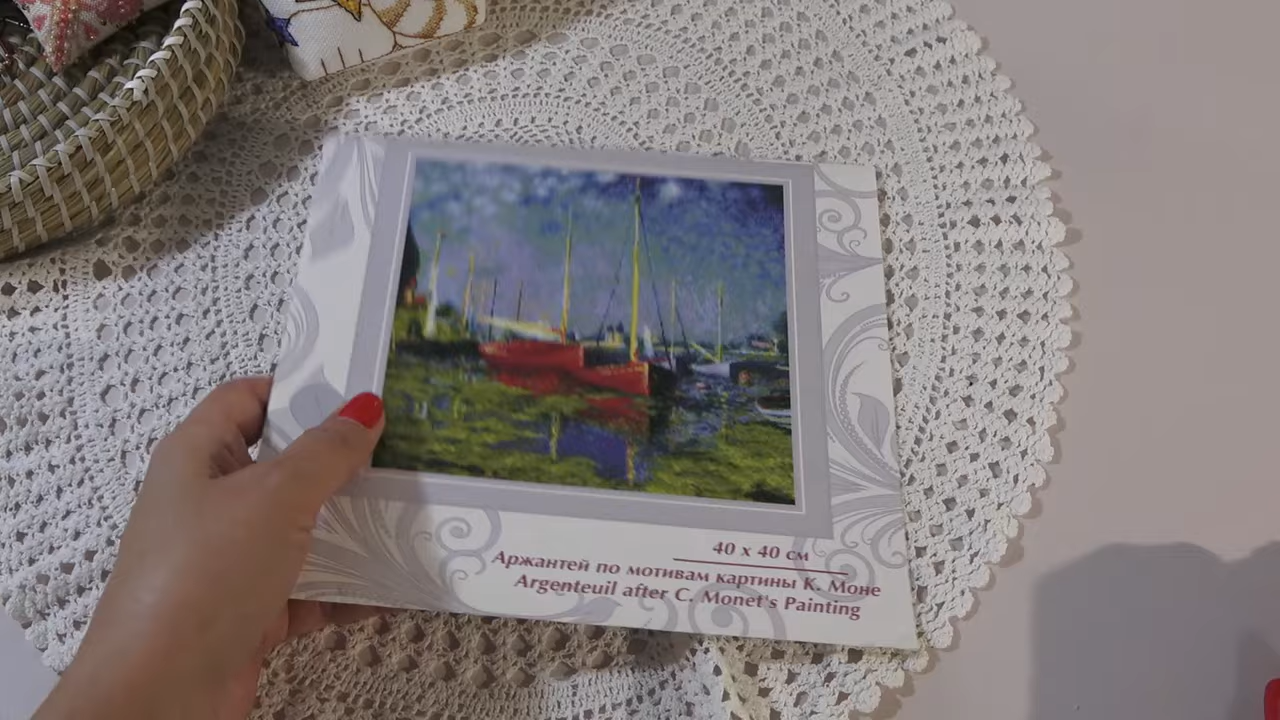 40 x 40 см
Аржантей по мотивам картины К. Моне
Argenteuil after C. Monet's Painting